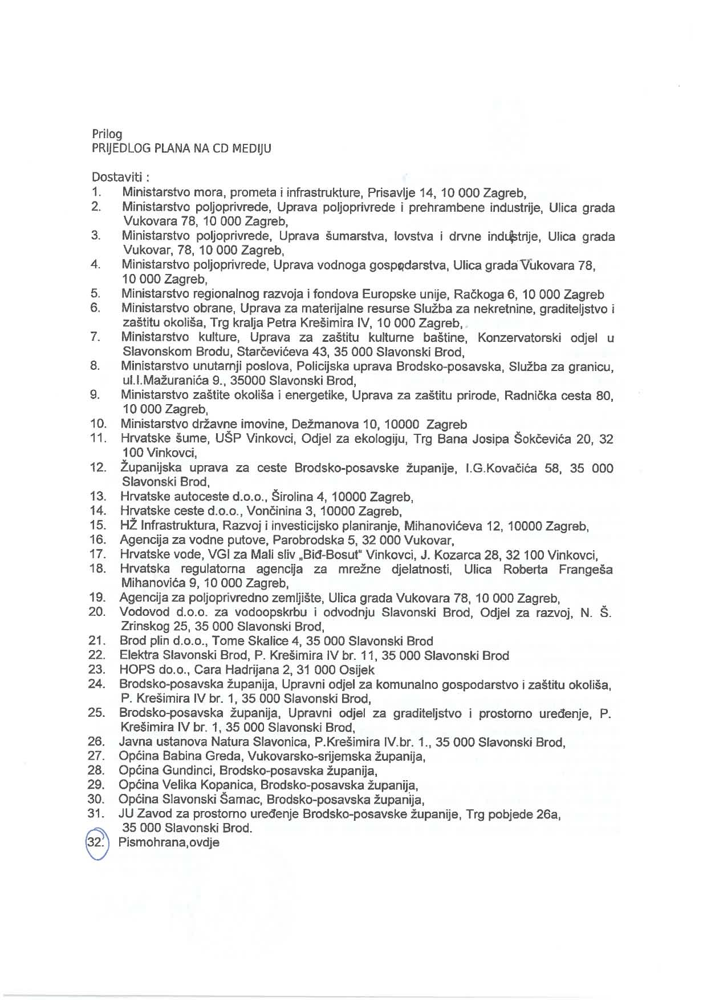 Prilog
PRIJEDLOG PLANA NA CD MEDIJU
Dostaviti :
1. Ministarstvo mora, prometa i infrastrukture, Prisavlje 14, 10 000 Zagreb,
2. Ministarstvo poljoprivrede, Uprava poljoprivrede i prehrambene industrije, Ulica grada
Vukovara 78, 10 000 Zagreb,
3. Ministarstvo poljoprivrede, Uprava šumarstva, lovstva i drvne industrije, Ulica grada
Vukovar, 78, 10 000 Zagreb,
4. Ministarstvo poljoprivrede, Uprava vodnoga gospodarstva, Ulica grada Vukovara 78,
10 000 Zagreb,
5. Ministarstvo regionalnog razvoja i fondova Europske unije, Račkoga 6, 10 000 Zagreb
6. Ministarstvo obrane, Uprava za materijalne resurse Služba za nekretnine, graditeljstvo i
zaštitu okoliša, Trg kralja Petra Krešimira IV, 10 000 Zagreb,
7. Ministarstvo kulture, Uprava za zaštitu kulturne baštine, Konzervatorski odjel u
Slavonskom Brodu, Starčevićeva 43, 35 000 Slavonski Brod,
8. Ministarstvo unutarnji poslova, Policijska uprava Brodsko-posavska, Služba za granicu,
ul.I.Mažuranića 9., 35000 Slavonski Brod,
9. Ministarstvo zaštite okoliša i energetike, Uprava za zaštitu prirode, Radnička cesta 80,
10 000 Zagreb,
10. Ministarstvo državne imovine, Dežmanova 10, 10000 Zagreb
11. Hrvatske šume, UŠP Vinkovci, Odjel za ekologiju, Trg Bana Josipa Šokčevića 20, 32
100 Vinkovci,
12. Županijska uprava za ceste Brodsko-posavske županije, I.G.Kovačića 58, 35 000
Slavonski Brod,
13. Hrvatske autoceste d.o.o., Širolina 4, 10000 Zagreb,
14. Hrvatske ceste d.o.o., Vončinina 3, 10000 Zagreb,
15. HŽ Infrastruktura, Razvoj i investicijsko planiranje, Mihanovićeva 12, 10000 Zagreb,
16. Agencija za vodne putove, Parobrodska 5, 32 000 Vukovar,
17. Hrvatske vode, VGI za Mali sliv „Biđ-Bosut“ Vinkovci, J. Kozarca 28, 32 100 Vinkovci,
18. Hrvatska regulatorna agencija za mrežne djelatnosti, Ulica Roberta Frangeša
Mihanovića 9, 10 000 Zagreb,
19. Agencija za poljoprivredno zemljište, Ulica grada Vukovara 78, 10 000 Zagreb,
20. Vodovod d.o.o. za vodoopskrbu i odvodnju Slavonski Brod, Odjel za razvoj, N. Š.
Zrinskog 25, 35 000 Slavonski Brod,
21. Brod plin d.o.o., Tome Skalice 4, 35 000 Slavonski Brod
22. Elektra Slavonski Brod, P. Krešimira IV br. 11, 35 000 Slavonski Brod
23. HOPS do.o., Cara Hadrijana 2, 31 000 Osijek
24. Brodsko-posavska županija, Upravni odjel za komunalno gospodarstvo i zaštitu okoliša,
P. Krešimira IV br. 1, 35 000 Slavonski Brod,
25. Brodsko-posavska županija, Upravni odjel za graditeljstvo i prostorno uređenje, P.
Krešimira IV br. 1, 35 000 Slavonski Brod,
26. Javna ustanova Natura Slavonica, P.Krešimira IV.br. 1., 35 000 Slavonski Brod,
27. Općina Babina Greda, Vukovarsko-srijemska županija,
28. Općina Gundinci, Brodsko-posavska županija,
29. Općina Velika Kopanica, Brodsko-posavska županija,
30. Općina Slavonski Šamac, Brodsko-posavska županija,
31. JU Zavod za prostorno uređenje Brodsko-posavske županije, Trg pobjede 26a,
35 000 Slavonski Brod.
32. Pismohrana,ovdje